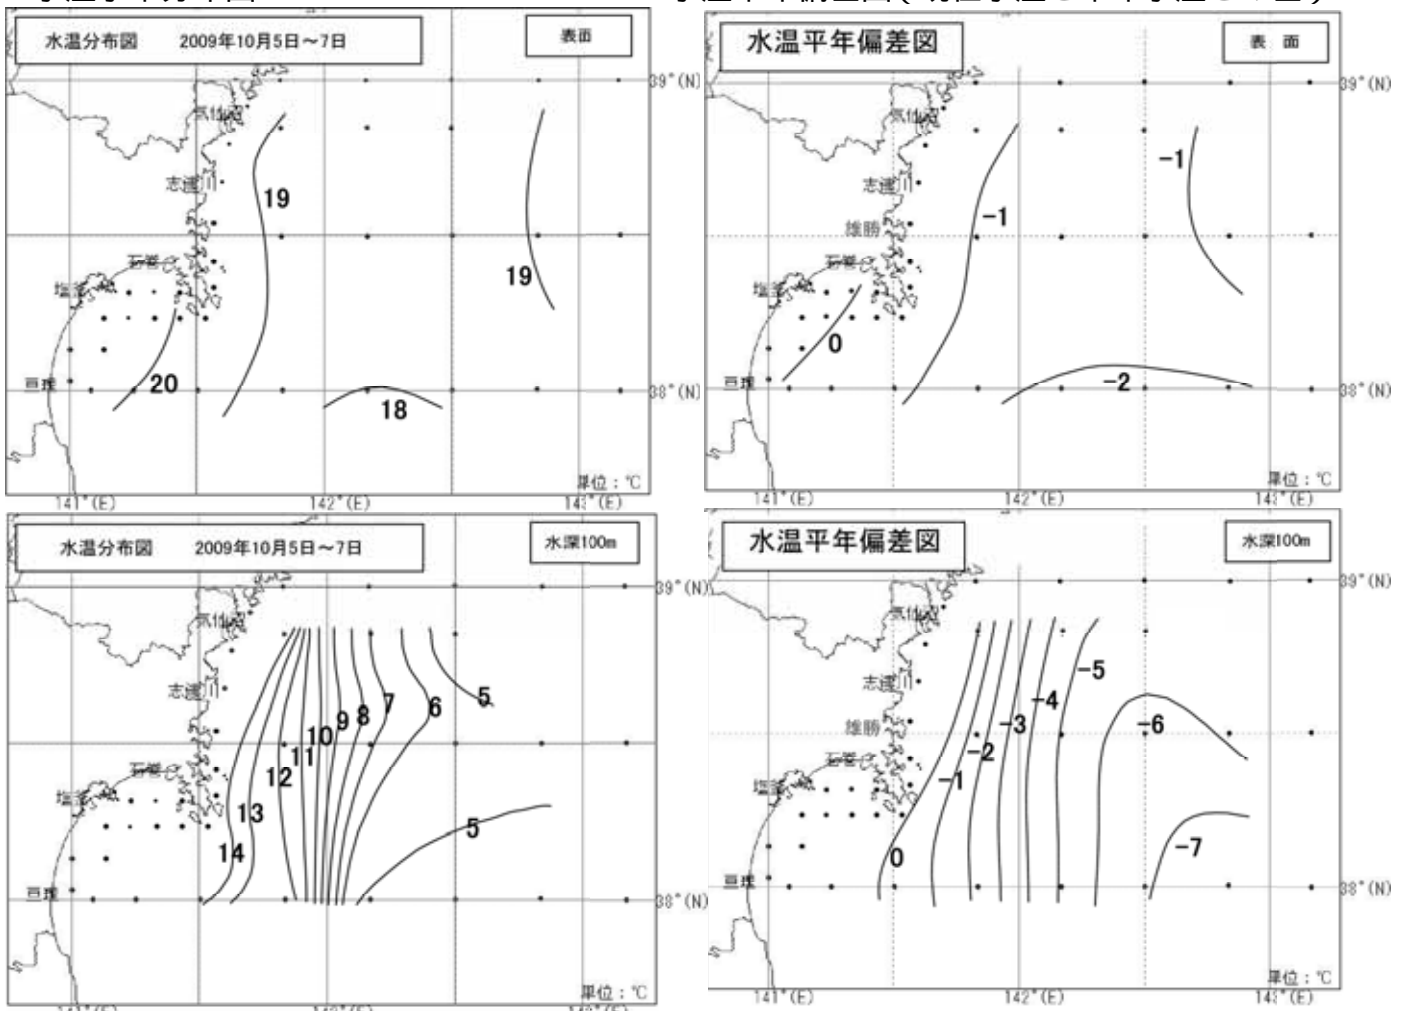 水温分布図 2009年10月5日～7日
表面
39°(N)
気仙沼
志津川
19
19
石巻
塩釜
亘理
20
18
38°(N)
単位：℃
141°(E)
142°(E)
143°(E)
水温平年偏差図
表 面
39°(N)
気仙沼
-1
志津川
-1
雄勝
石巻
塩釜
0
亘理
-2
38°(N)
単位：℃
141°(E)
142°(E)
143°(E)
水温分布図 2009年10月5日～7日
水深100m
39°(N)
気仙沼
志津川
5
6
7
8
9
10
11
12
13
14
5
石巻
塩釜
亘理
38°(N)
単位：℃
水温平年偏差図
水深100m
39°(N)
気仙沼
志津川
-5
-4
-3
-6
雄勝
-2
-1
石巻
塩釜
0
-7
亘理
38°(N)
単位：℃
141°(E)
142°(E)
143°(E)